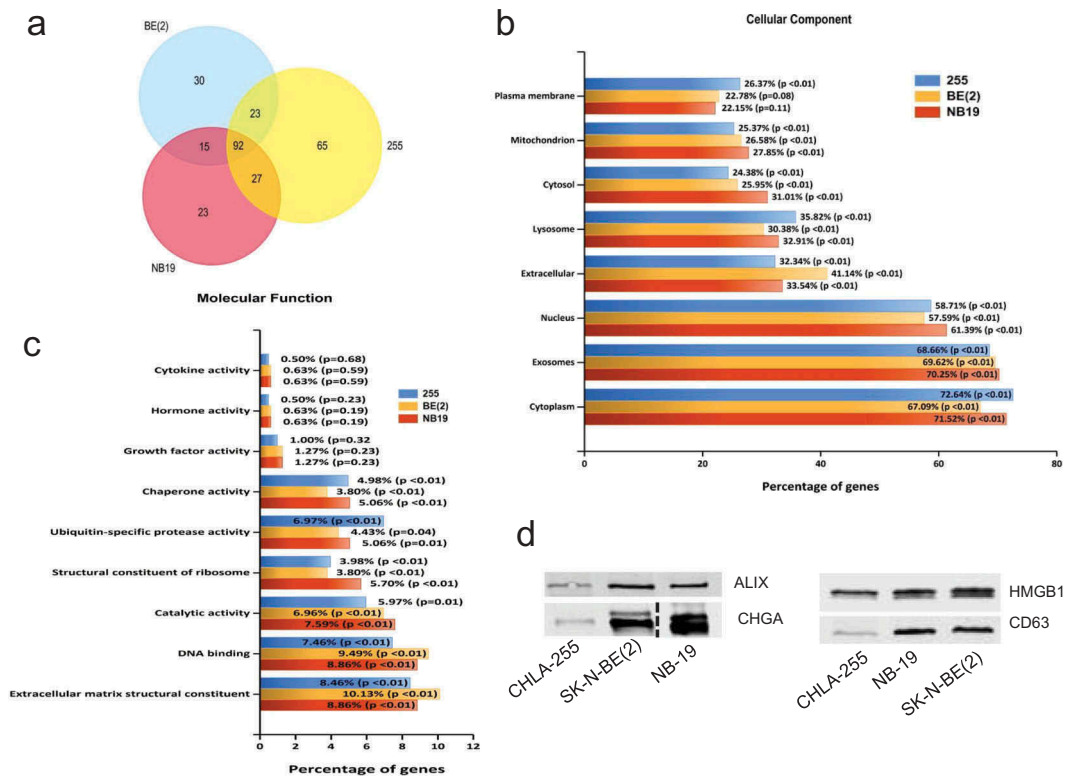 a
BE(2)
30
23
15
92
65
255
27
23
NB19
b
Cellular Component
255
BE(2)
NB19
Plasma membrane
26.37% (p <0.01)
22.78% (p=0.08)
22.15% (p=0.11)
Mitochondrion
25.37% (p <0.01)
26.58% (p <0.01)
27.85% (p <0.01)
Cytosol
24.38% (p <0.01)
25.95% (p <0.01)
31.01% (p <0.01)
Lysosome
35.82% (p <0.01)
30.38% (p <0.01)
32.91% (p <0.01)
Extracellular
32.34% (p <0.01)
41.14% (p <0.01)
33.54% (p <0.01)
Nucleus
58.71% (p <0.01)
57.59% (p <0.01)
61.39% (p <0.01)
Exosomes
68.66% (p <0.01)
69.62% (p <0.01)
70.25% (p <0.01)
Cytoplasm
72.64% (p <0.01)
67.09% (p <0.01)
71.52% (p <0.01)
0 20 40 60 80
Percentage of genes
c
Molecular Function
255
BE(2)
NB19
Cytokine activity
0.50% (p=0.68)
0.63% (p=0.59)
0.63% (p=0.59)
Hormone activity
0.50% (p=0.23)
0.63% (p=0.19)
0.63% (p=0.19)
Growth factor activity
1.00% (p=0.32
1.27% (p=0.23)
1.27% (p=0.23)
Chaperone activity
4.98% (p <0.01)
3.80% (p <0.01)
5.06% (p <0.01)
Ubiquitin-specific protease activity
6.97% (p <0.01)
4.43% (p=0.04)
5.06% (p=0.01)
Structural constituent of ribosome
3.98% (p <0.01)
3.80% (p <0.01)
5.70% (p <0.01)
Catalytic activity
5.97% (p=0.01)
6.96% (p <0.01)
7.59% (p <0.01)
DNA binding
7.46% (p <0.01)
9.49% (p <0.01)
8.86% (p <0.01)
Extracellular matrix structural constituent
8.46% (p <0.01)
10.13% (p <0.01)
8.86% (p <0.01)
0 2 4 6 8 10 12
Percentage of genes
d
ALIX
CHGA
CHLA-255
SK-N-BE(2)
NB-19
HMGB1
CD63
CHLA-255
NB-19
SK-N-BE(2)